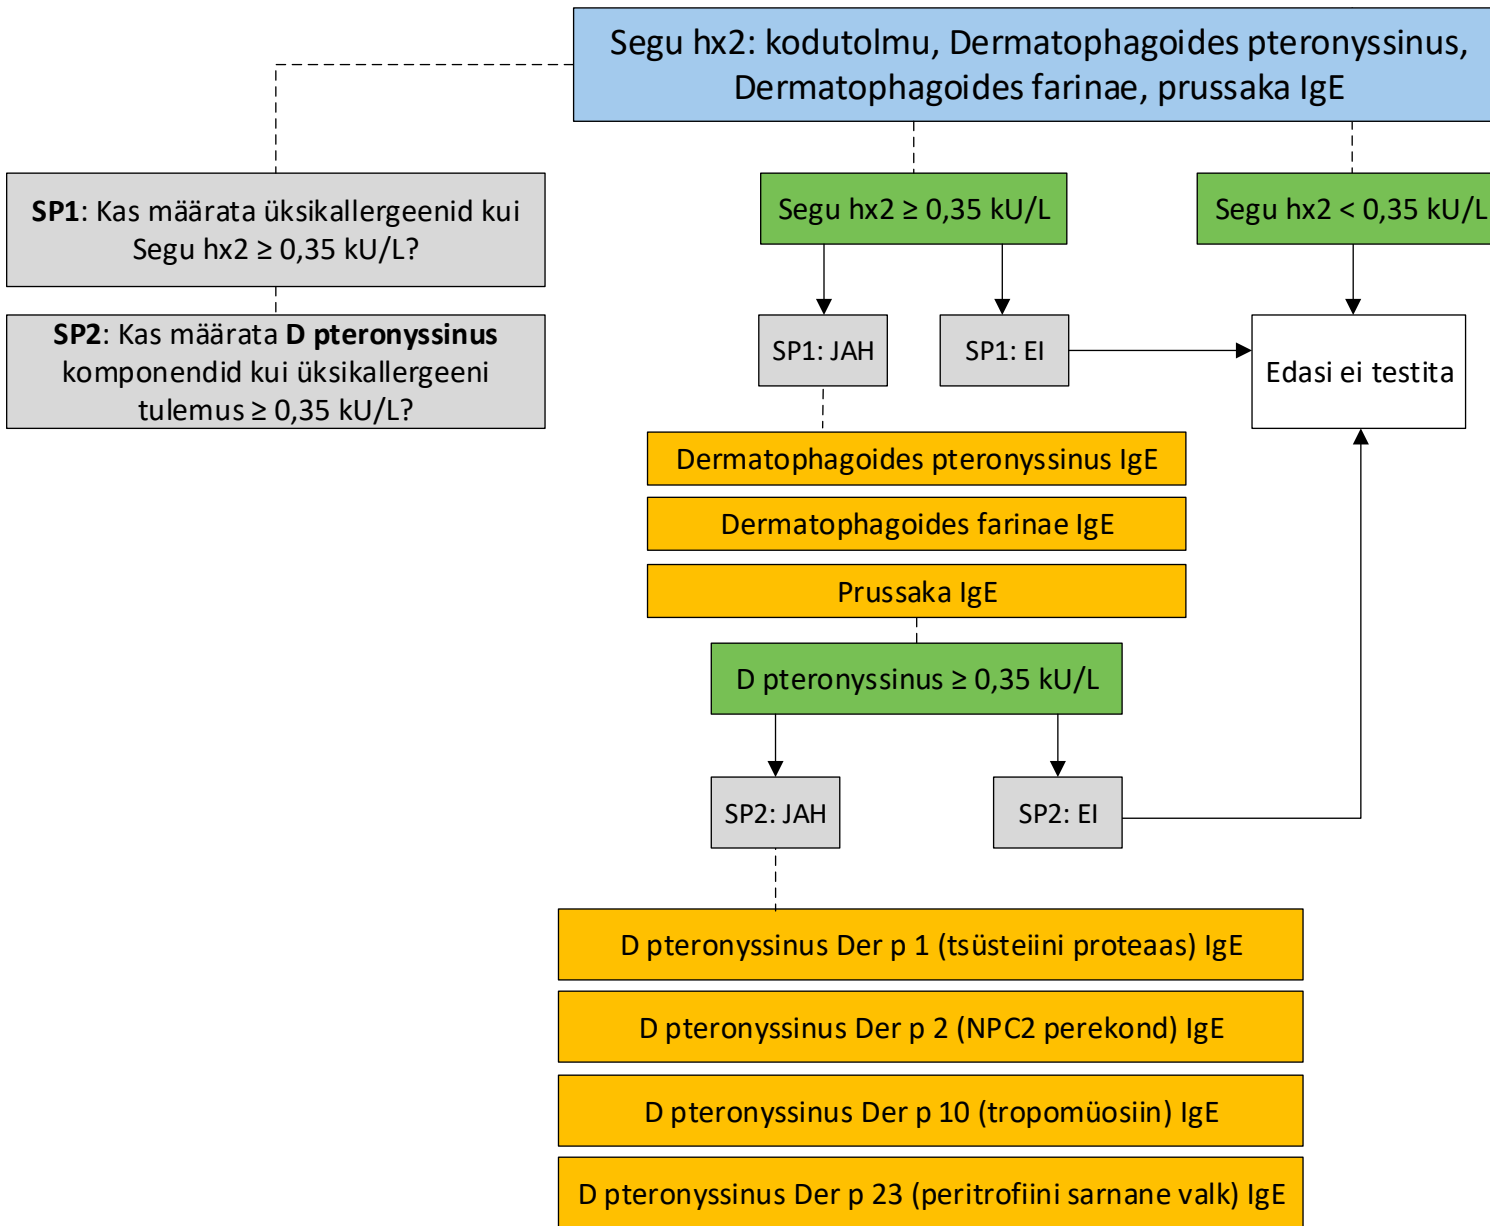 Segu hx2: kodutolmu, Dermatophagoides pteronyssinus,
Dermatophagoides farinae, prussaka IgE
SP1: Kas määrata üksikallergeenid kui
Segu hx2 ≥ 0,35 kU/L?
Segu hx2 ≥ 0,35 kU/L
Segu hx2 < 0,35 kU/L
SP2: Kas määrata D pteronyssinus
komponendid kui üksikallergeeni
tulemus ≥ 0,35 kU/L?
SP1: JAH
SP1: EI
Edasi ei testita
Dermatophagoides pteronyssinus IgE
Dermatophagoides farinae IgE
Prussaka IgE
D pteronyssinus ≥ 0,35 kU/L
SP2: JAH
SP2: EI
D pteronyssinus Der p 1 (tsüsteiini proteaas) IgE
D pteronyssinus Der p 2 (NPC2 perekond) IgE
D pteronyssinus Der p 10 (tropomüosiin) IgE
D pteronyssinus Der p 23 (peritrofiini sarnane valk) IgE